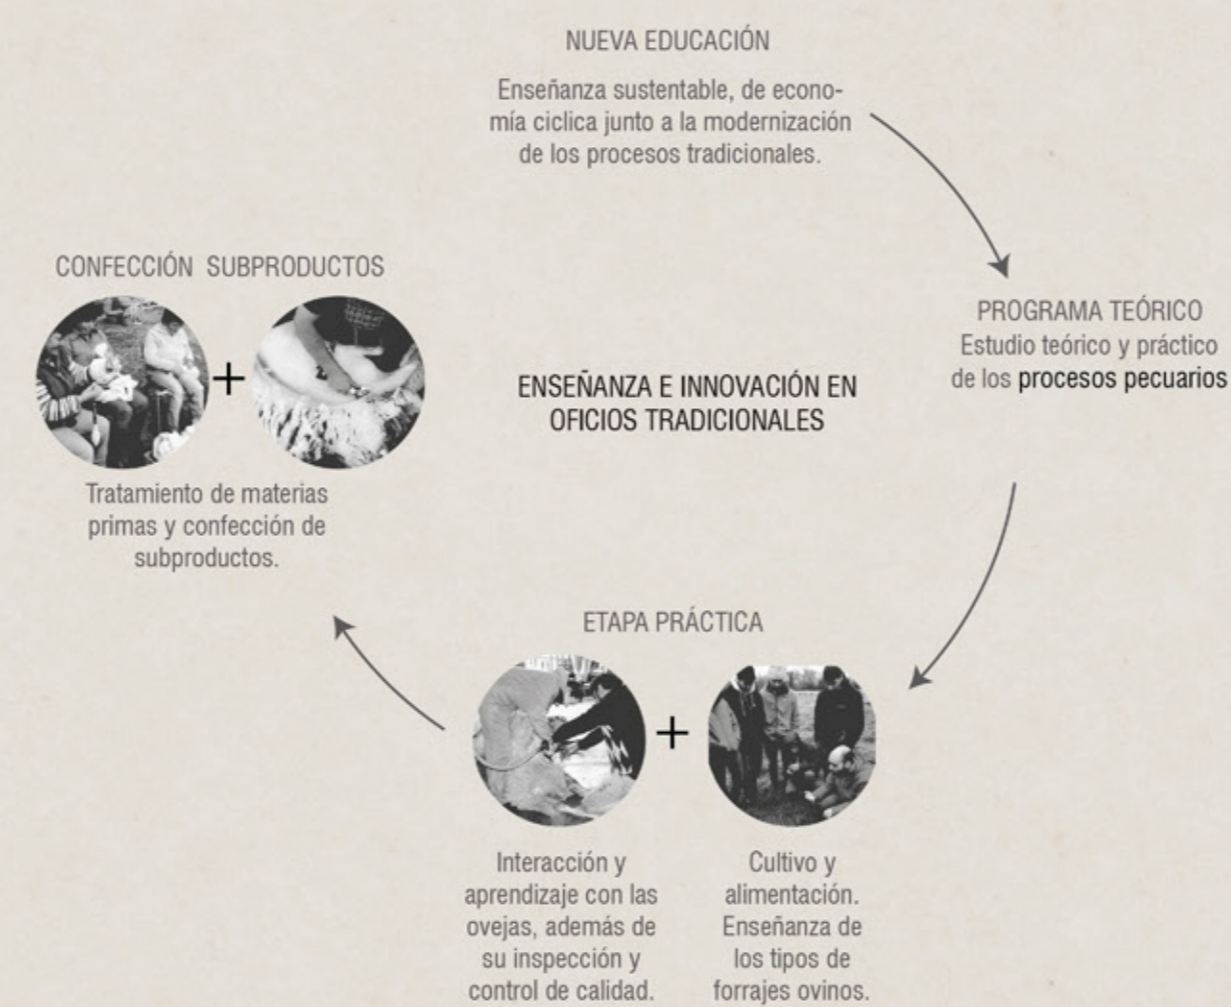 NUEVA EDUCACIÓN
Enseñanza sustentable, de econo-
mía ciclica junto a la modernización
de los procesos tradicionales.
PROGRAMA TEÓRICO
Estudio teórico y práctico
de los procesos pecuarios
ETAPA PRÁCTICA
Interacción y
aprendizaje con las
ovejas, además de
su inspección y
control de calidad.
Cultivo y
alimentación.
Enseñanza de
los tipos de
forrajes ovinos.
CONFECCIÓN SUBPRODUCTOS
Tratamiento de materias
primas y confección de
subproductos.
ENSEÑANZA E INNOVACIÓN EN
OFICIOS TRADICIONALES